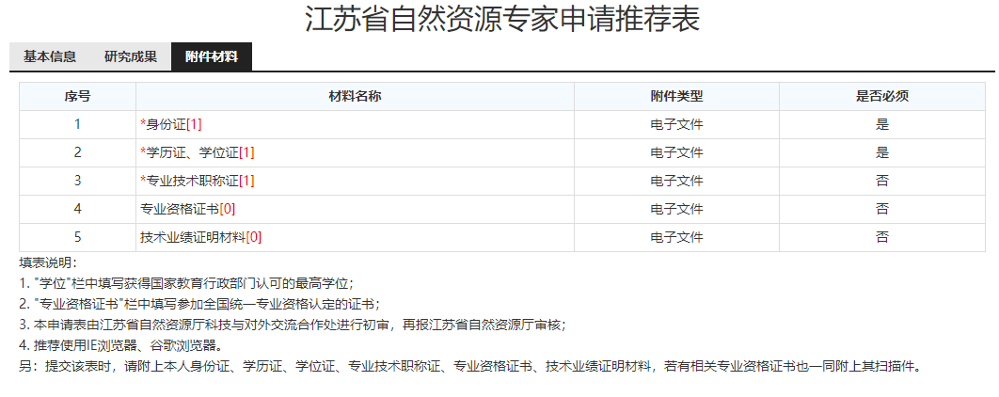 江苏省自然资源专家申请推荐表
基本信息 研究成果 附件材料
序号 材料名称 附件类型 是否必须
1 *身份证[1] 电子文件 是
2 *学历证、学位证[1] 电子文件 是
3 *专业技术职称证[1] 电子文件 否
4 专业资格证书[0] 电子文件 否
5 技术业绩证明材料[0] 电子文件 否
填表说明：
1. "学位"栏中填写获得国家教育行政部门认可的最高学位；
2. "专业资格证书"栏中填写参加全国统一专业资格认定的证书；
3. 本申请表由江苏省自然资源厅科技与对外交流合作处进行初审，再报江苏省自然资源厅审核；
4. 推荐使用IE浏览器、谷歌浏览器。
另：提交该表时，请附上本人身份证、学历证、学位证、专业技术职称证、专业资格证书、技术业绩证明材料，若有相关专业资格证书也一同附上其扫描件。